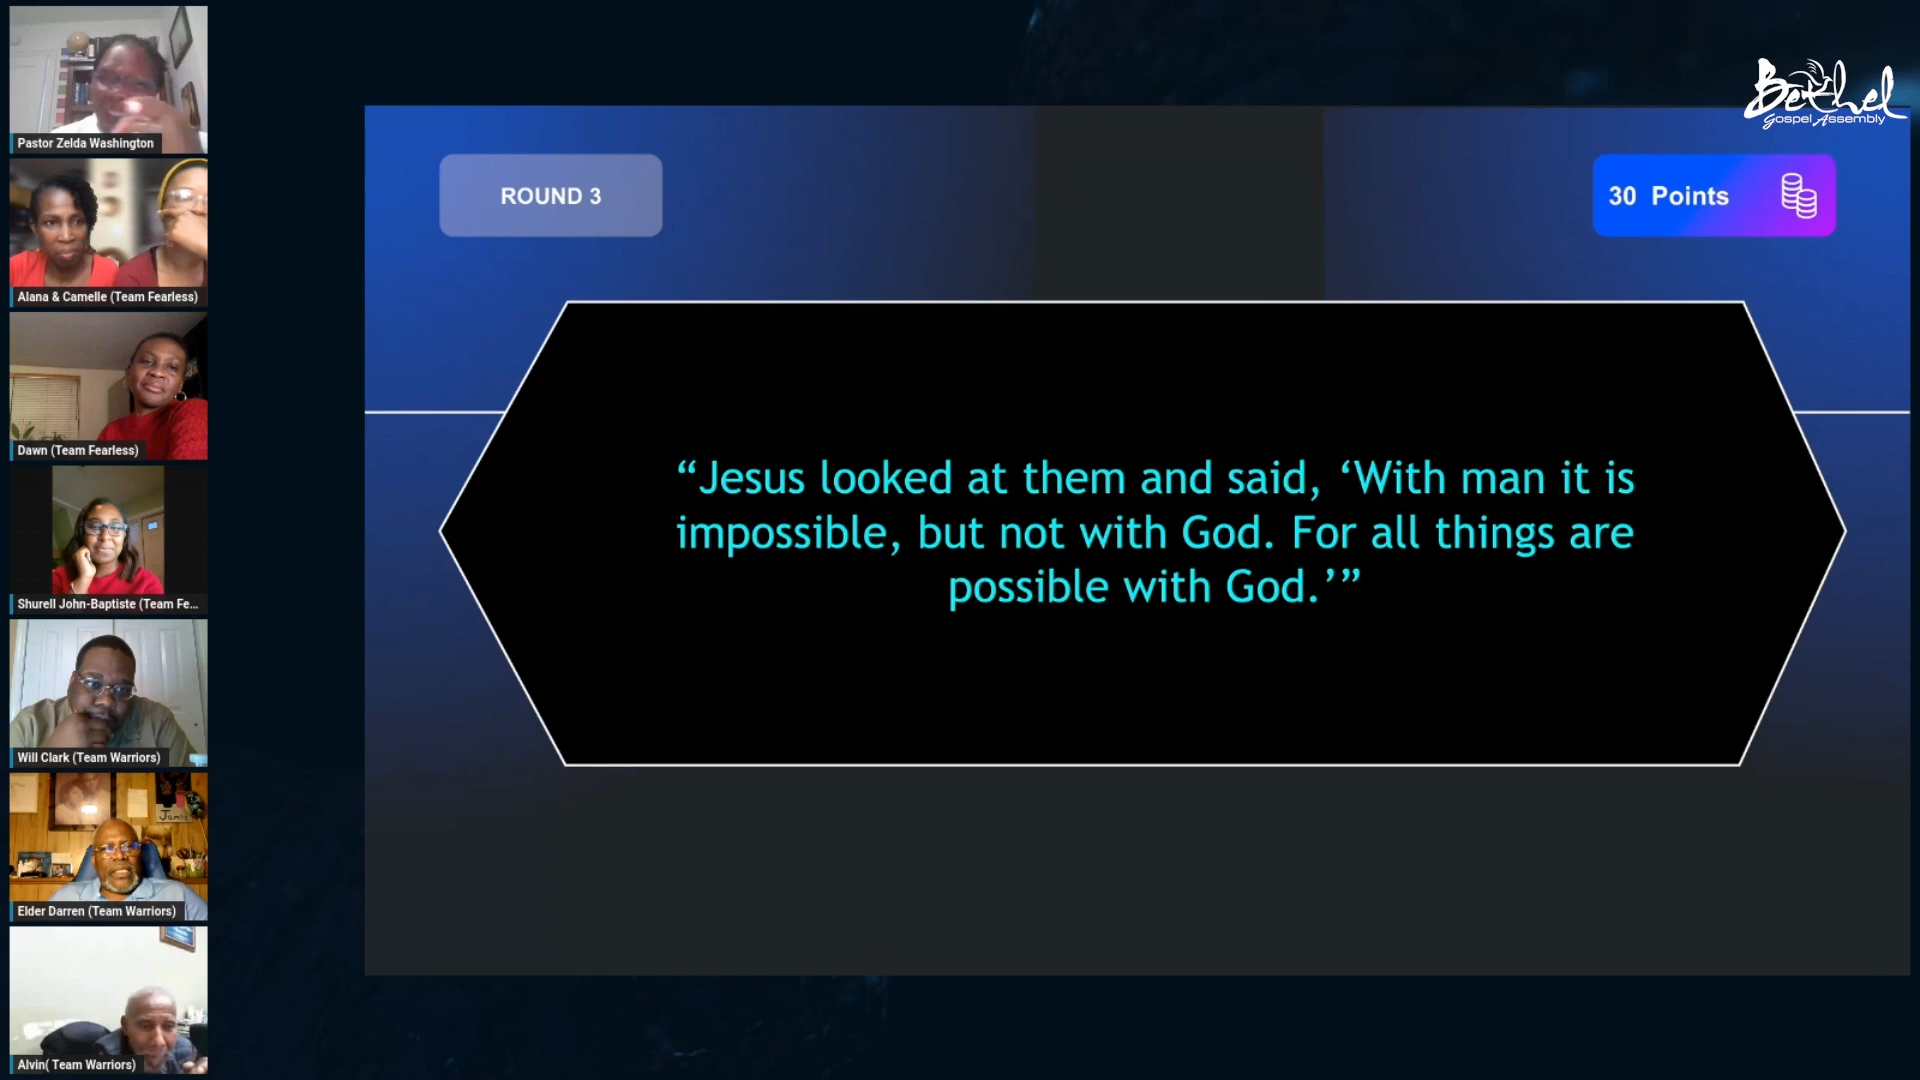 Pastor Zelda Washington
Alana & Camelle (Team Fearless)
Dawn (Team Fearless)
Shurell John-Baptiste (Team Fe...
Will Clark (Team Warriors)
James
Elder Darren (Team Warriors)
Alvin( Team Warriors)
Bethel
Gospel Assembly
ROUND 3
30 Points
“Jesus looked at them and said, ‘With man it is
impossible, but not with God. For all things are
possible with God.’”